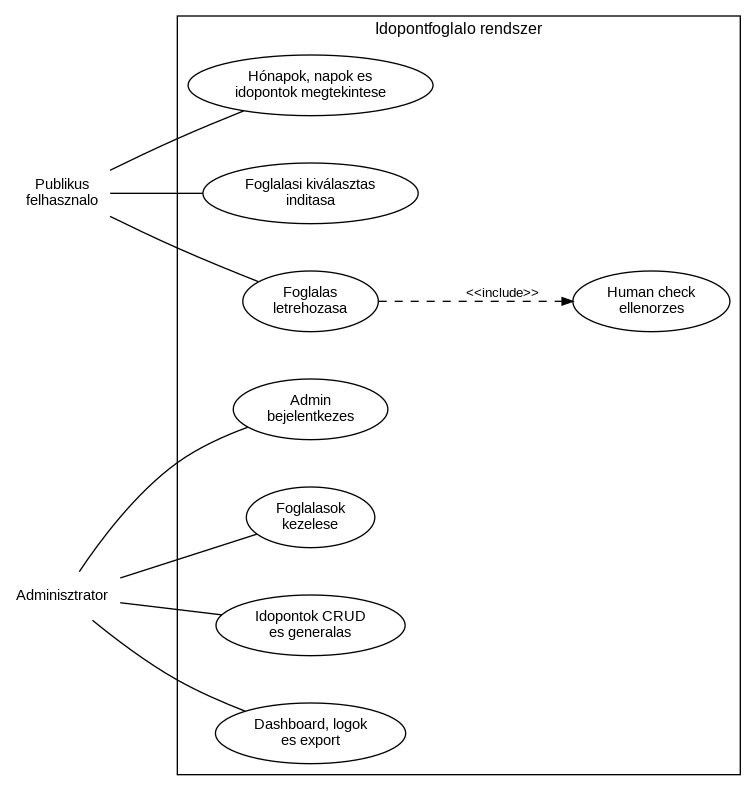 Idopontfoglalo rendszer
Hónapok, napok es
idopontok megtekintese
Publikus
felhasznalo
Foglalasi kiválasztas
inditasa
Foglalas
letrehozasa
<<include>>
Human check
ellenorzes
Admin
bejelentkezes
Foglalasok
kezelese
Adminisztrator
Idopontok CRUD
es generalas
Dashboard, logok
es export